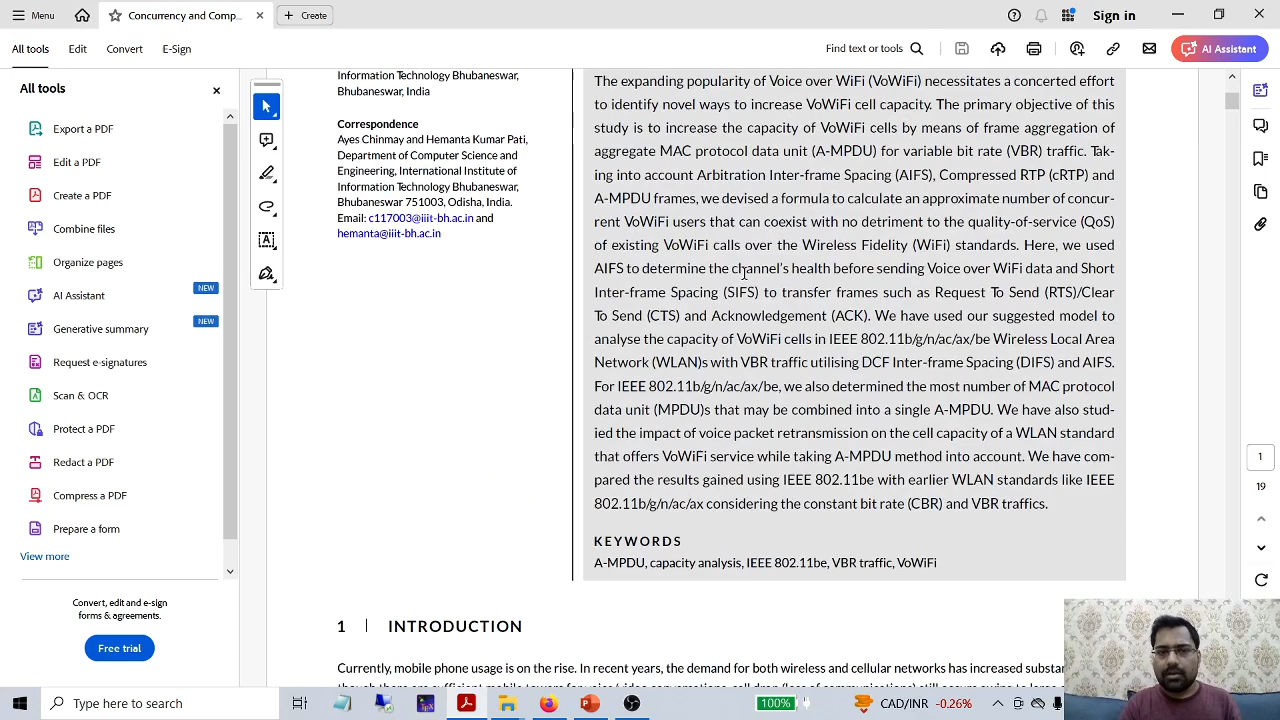 Menu
Concurrency and Comp...
Create
Sign in
All tools
Edit
Convert
E-Sign
Find text or tools
AI Assistant
All tools
Export a PDF
Edit a PDF
Create a PDF
Combine files
Organize pages
AI Assistant
NEW
Generative summary
NEW
Request e-signatures
Scan & OCR
Protect a PDF
Redact a PDF
Compress a PDF
Prepare a form
View more
Convert, edit and e-sign
forms & agreements.
Free trial
Information Technology Bhubaneswar,
Bhubaneswar, India
Correspondence
Ayes Chinmay and Hemanta Kumar Pati,
Department of Computer Science and
Engineering, International Institute of
Information Technology Bhubaneswar,
Bhubaneswar 751003, Odisha, India.
Email: c117003@iiit-bh.ac.in and
hemanta@iiit-bh.ac.in
The expanding popularity of Voice over WiFi (VoWiFi) necessitates a concerted effort
to identify novel ways to increase VoWiFi cell capacity. The primary objective of this
study is to increase the capacity of VoWiFi cells by means of frame aggregation of
aggregate MAC protocol data unit (A-MPDU) for variable bit rate (VBR) traffic. Tak-
ing into account Arbitration Inter-frame Spacing (AIFS), Compressed RTP (cRTP) and
A-MPDU frames, we devised a formula to calculate an approximate number of concur-
rent VoWiFi users that can coexist with no detriment to the quality-of-service (QoS)
of existing VoWiFi calls over the Wireless Fidelity (WiFi) standards. Here, we used
AIFS to determine the channel's health before sending Voice over WiFi data and Short
Inter-frame Spacing (SIFS) to transfer frames such as Request To Send (RTS)/Clear
To Send (CTS) and Acknowledgement (ACK). We have used our suggested model to
analyse the capacity of VoWiFi cells in IEEE 802.11b/g/n/ac/ax/be Wireless Local Area
Network (WLAN)s with VBR traffic utilising DCF Inter-frame Spacing (DIFS) and AIFS.
For IEEE 802.11b/g/n/ac/ax/be, we also determined the most number of MAC protocol
data unit (MPDU)s that may be combined into a single A-MPDU. We have also stud-
ied the impact of voice packet retransmission on the cell capacity of a WLAN standard
that offers VoWiFi service while taking A-MPDU method into account. We have com-
pared the results gained using IEEE 802.11be with earlier WLAN standards like IEEE
802.11b/g/n/ac/ax considering the constant bit rate (CBR) and VBR traffics.
KEYWORDS
A-MPDU, capacity analysis, IEEE 802.11be, VBR traffic, VoWiFi
1 | INTRODUCTION
Currently, mobile phone usage is on the rise. In recent years, the demand for both wireless and cellular networks has increased substan
1
19
Type here to search
100%
CAD/INR -0.26%